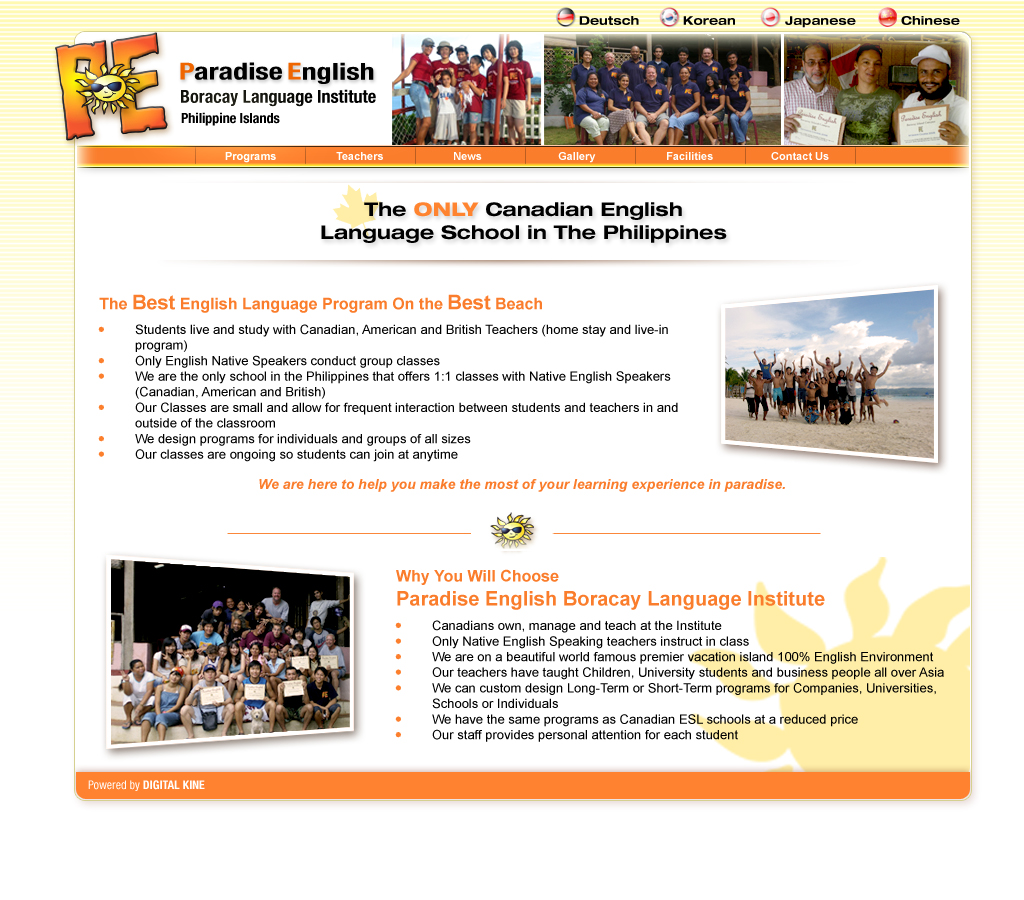 Deutsch Korean Japanese Chinese
PE
Paradise English
Boracay Language Institute
Philippine Islands
Programs Teachers News Gallery Facilities Contact Us
The ONLY Canadian English
Language School in The Philippines
The Best English Language Program On the Best Beach
Students live and study with Canadian, American and British Teachers (home stay and live-in
program)
Only English Native Speakers conduct group classes
We are the only school in the Philippines that offers 1:1 classes with Native English Speakers
(Canadian, American and British)
Our Classes are small and allow for frequent interaction between students and teachers in and
outside of the classroom
We design programs for individuals and groups of all sizes
Our classes are ongoing so students can join at anytime
We are here to help you make the most of your learning experience in paradise.
Why You Will Choose
Paradise English Boracay Language Institute
Canadians own, manage and teach at the Institute
Only Native English Speaking teachers instruct in class
We are on a beautiful world famous premier vacation island 100% English Environment
Our teachers have taught Children, University students and business people all over Asia
We can custom design Long-Term or Short-Term programs for Companies, Universities,
Schools or Individuals
We have the same programs as Canadian ESL schools at a reduced price
Our staff provides personal attention for each student
Powered by DIGITAL KINE